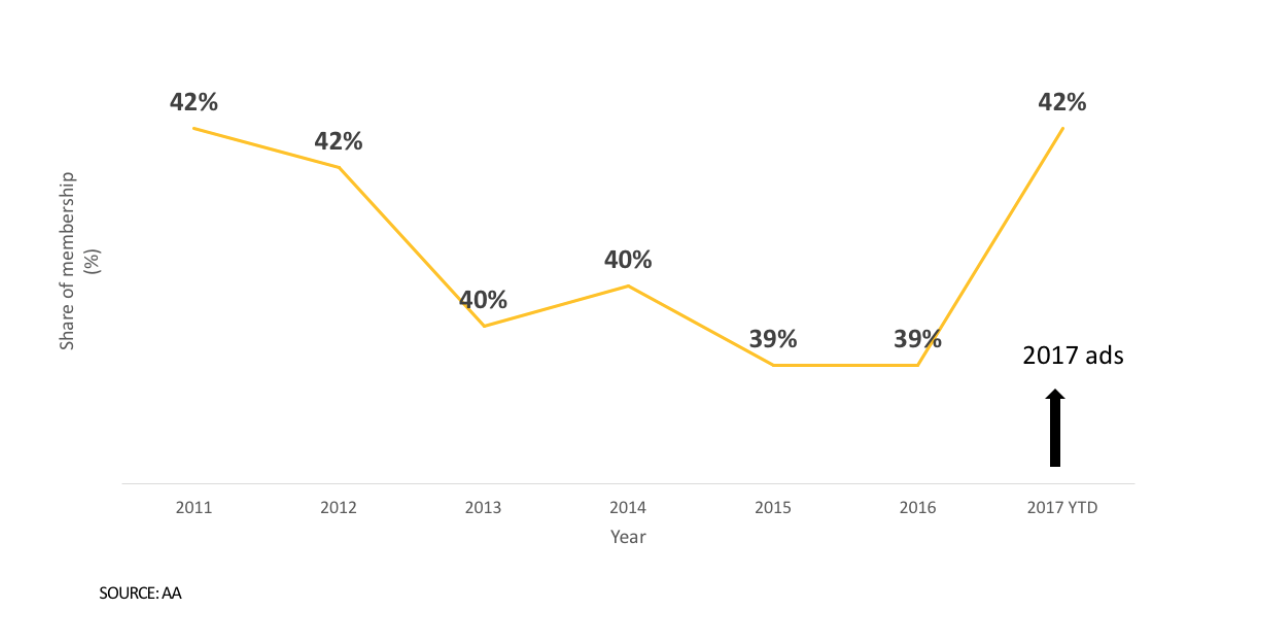 42%
42%
42%
40%
40%
39%
39%
2017 ads
Share of membership
(%)
2011
2012
2013
2014
2015
2016
2017 YTD
Year
SOURCE: AA